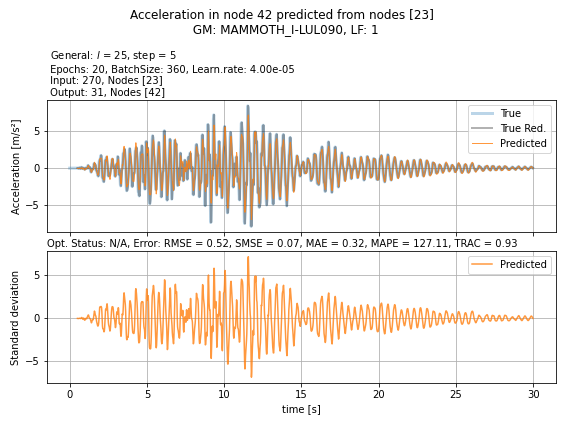 Acceleration in node 42 predicted from nodes [23]
GM: MAMMOTH_I-LUL090, LF: 1
General: l = 25, step = 5
Epochs: 20, BatchSize: 360, Learn.rate: 4.00e-05
Input: 270, Nodes [23]
Output: 31, Nodes [42]
Acceleration [m/s²]
5
0
−5
True
True Red.
Predicted
Opt. Status: N/A, Error: RMSE = 0.52, SMSE = 0.07, MAE = 0.32, MAPE = 127.11, TRAC = 0.93
Standard deviation
5
0
−5
Predicted
0 5 10 15 20 25 30
time [s]